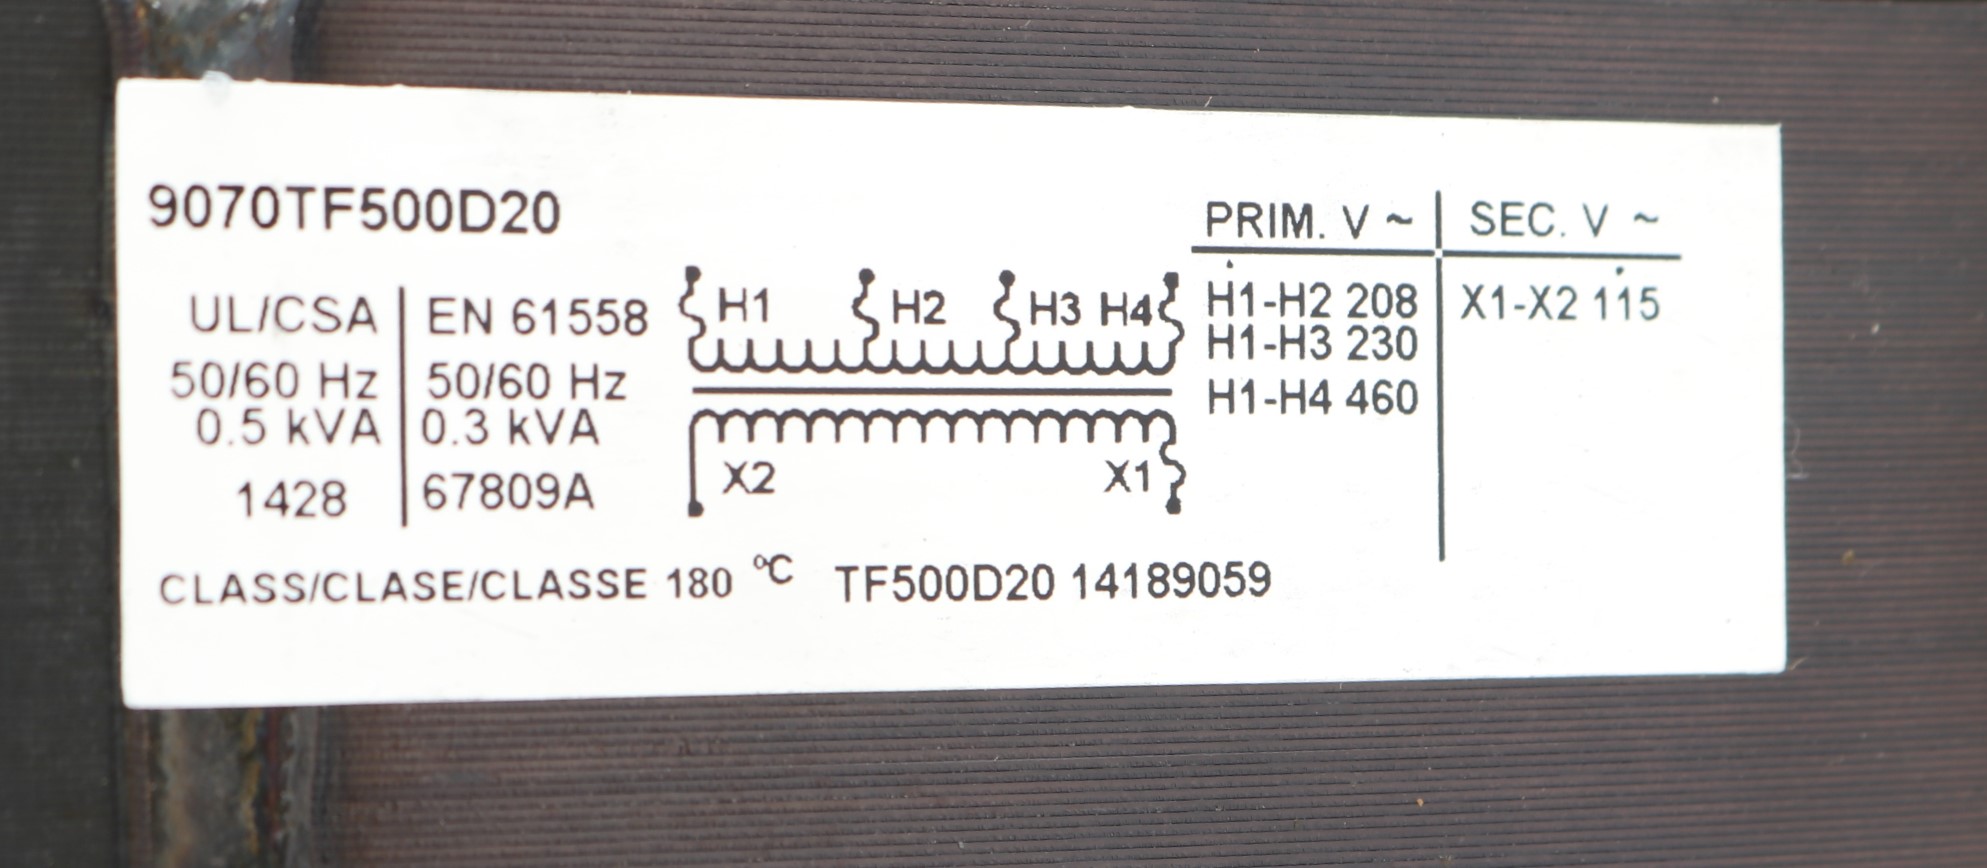 9070TF500D20
UL/CSA | EN 61558
50/60 Hz | 50/60 Hz
0.5 kVA | 0.3 kVA
1428 | 67809A
H1 H2 H3 H4
X2 X1
PRIM. V ~ | SEC. V ~
H1-H2 208 | X1-X2 115
H1-H3 230
H1-H4 460
CLASS/CLASE/CLASSE 180 °C TF500D20 14189059